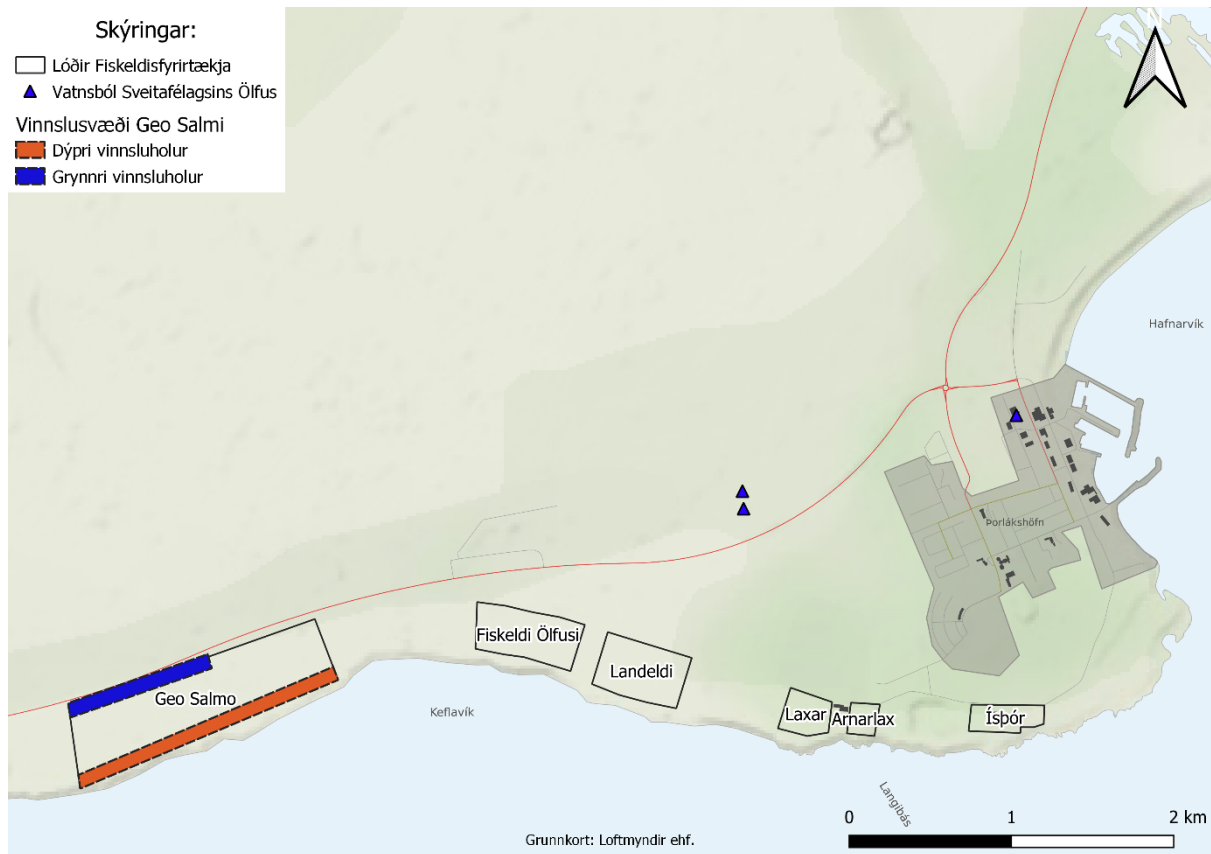 Skýringar:
Lóðir Fiskeldisfyrirtækja
Vatnsból Sveitafélagsins Ölfus
Vinnslusvæði Geo Salmi
Dýpri vinnsluholur
Grynnri vinnsluholur
N
Hafnarvík
Þorlákshöfn
Fiskeldi Ölfusi
Landeldi
Geo Salmo
Keflavík
Laxar
Arnarlax
Ísþór
Langibás
0 1 2 km
Grunnkort: Loftmyndir ehf.